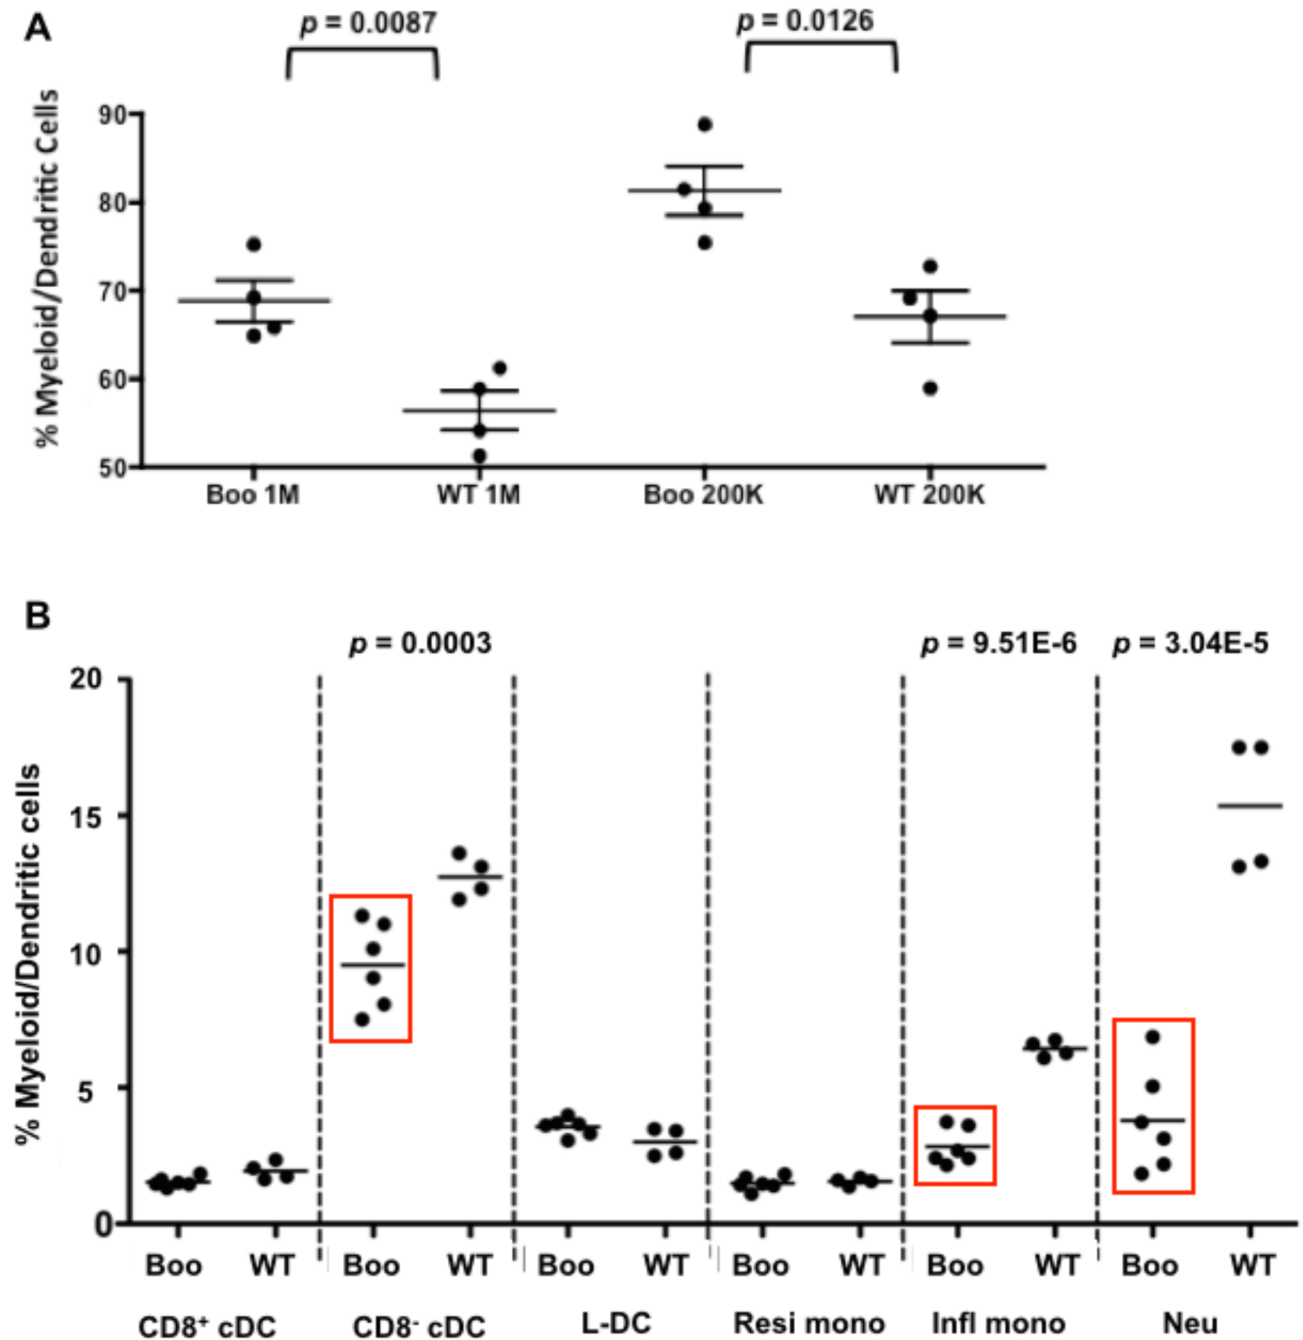 A
p = 0.0087
p = 0.0126
% Myeloid/Dendritic Cells
90
80
70
60
50
Boo 1M
WT 1M
Boo 200K
WT 200K
B
p = 0.0003
p = 9.51E-6
p = 3.04E-5
% Myeloid/Dendritic cells
20
15
10
5
0
Boo
WT
Boo
WT
Boo
WT
Boo
WT
Boo
WT
Boo
WT
CD8⁺ cDC
CD8⁻ cDC
L-DC
Resi mono
Infl mono
Neu